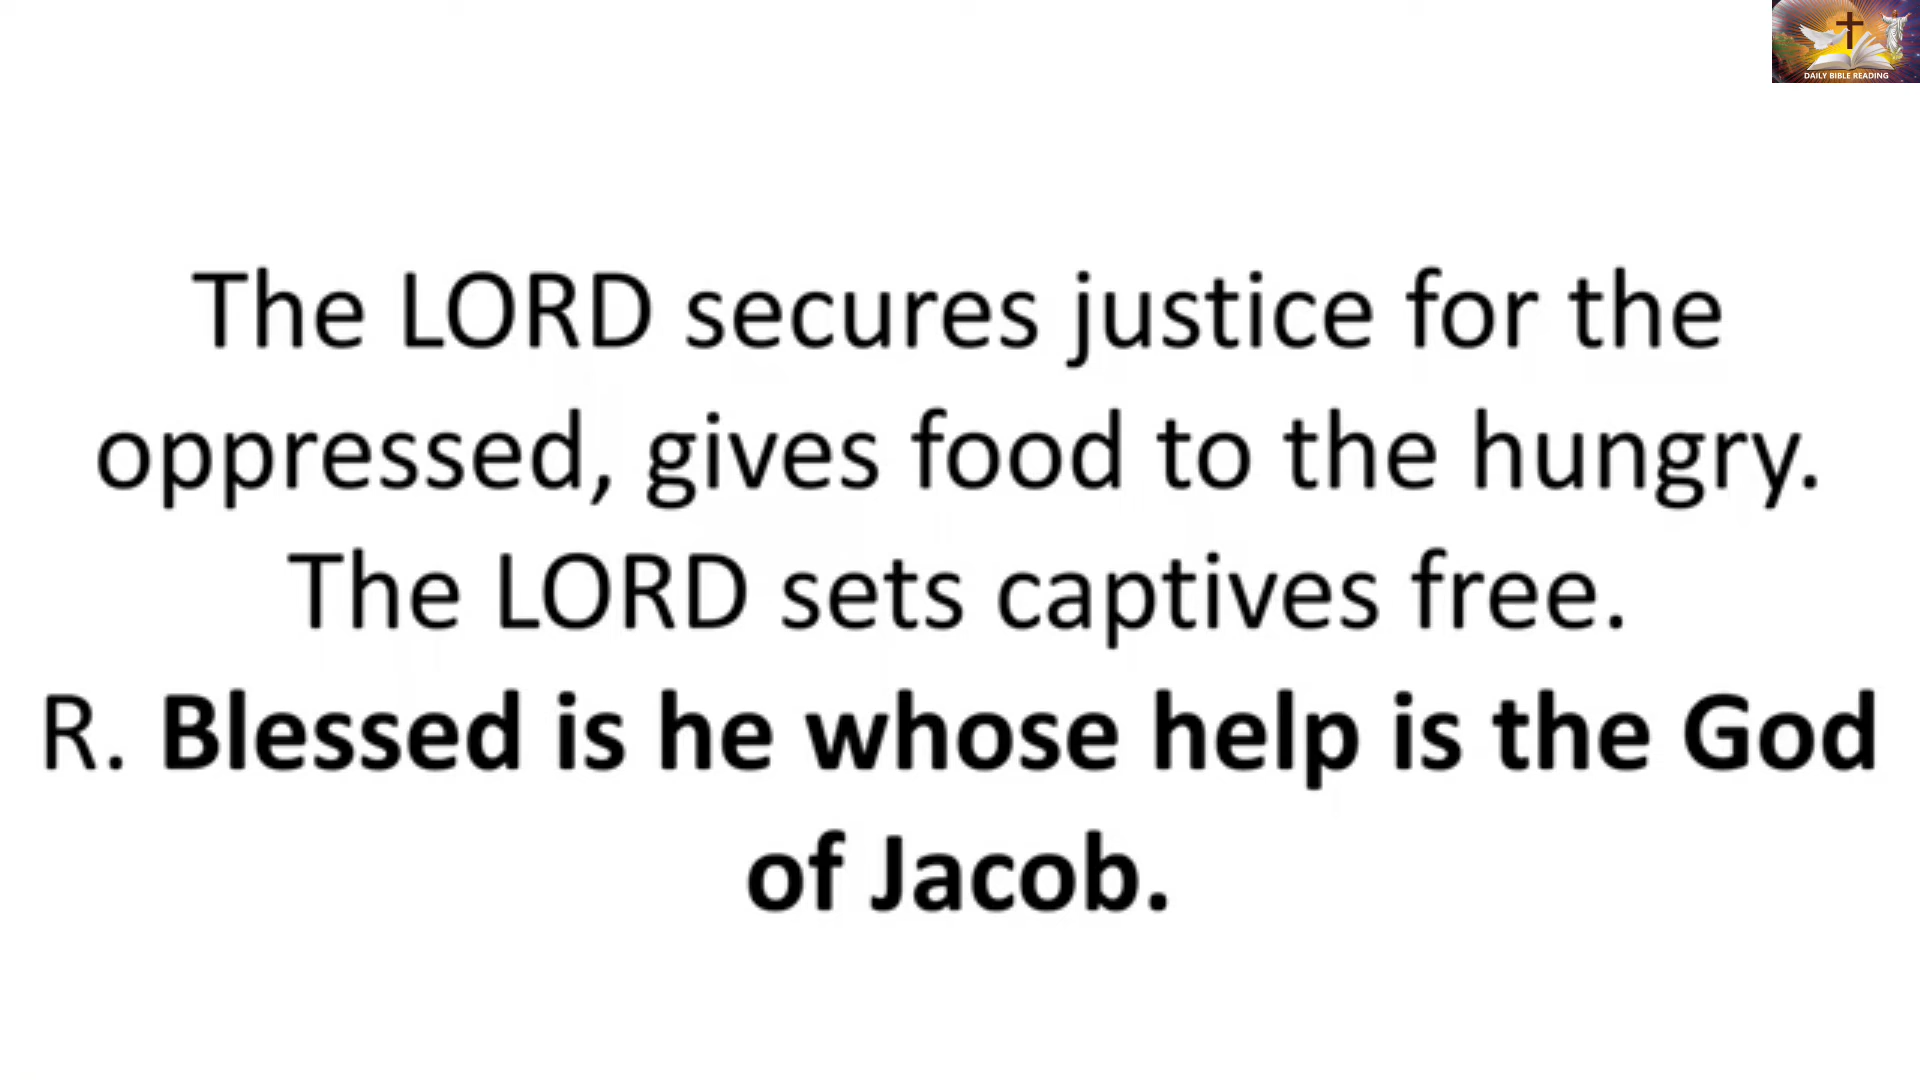 DAILY BIBLE READING
The LORD secures justice for the
oppressed, gives food to the hungry.
The LORD sets captives free.
R. Blessed is he whose help is the God
of Jacob.